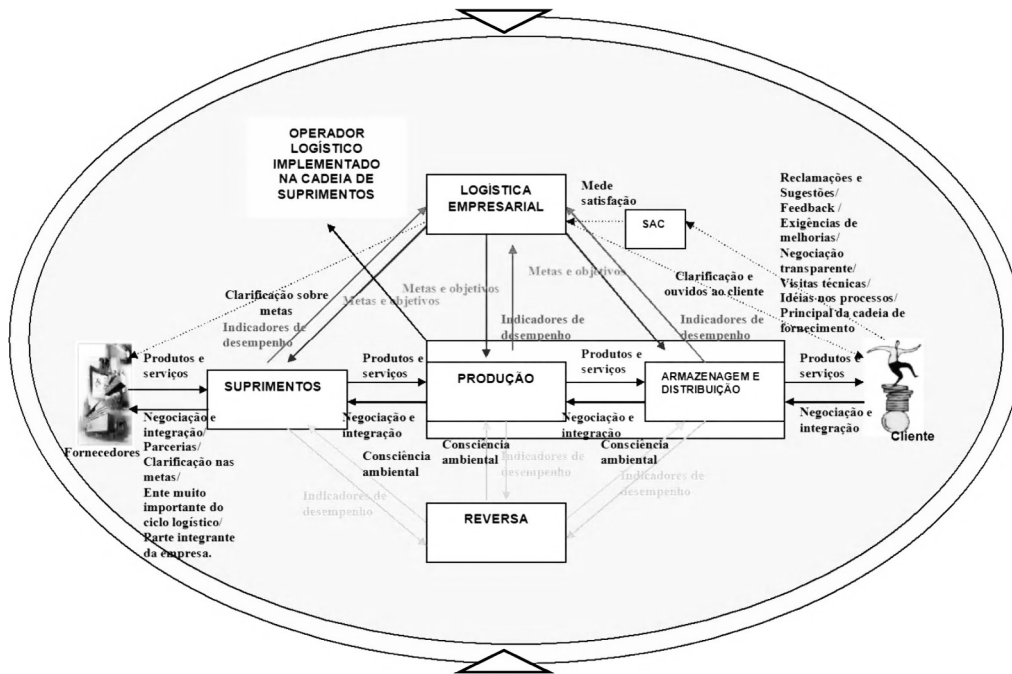 OPERADOR
LOGÍSTICO
IMPLEMENTADO
NA CADEIA DE
SUPRIMENTOS
LOGÍSTICA
EMPRESARIAL
Mede
satisfação
SAC
Reclamações e
Sugestões/
Feedback /
Exigências de
melhorias/
Negociação
transparente/
Visitas técnicas/
Idéias nos processos/
Principal da cadeia de
fornecimento
Clarificação sobre
metas
Metas e objetivos
Metas e objetivos
Metas e objetivos
Clarificação e
ouvidos ao cliente
Indicadores de
desempenho
Indicadores de
desempenho
Indicadores de
desempenho
Fornecedores
Produtos e
serviços
SUPRIMENTOS
Produtos e
serviços
PRODUÇÃO
Produtos e
serviços
ARMAZENAGEM E
DISTRIBUIÇÃO
Produtos e
serviços
Cliente
Negociação e
integração/
Parcerias/
Clarificação nas
metas/
Ente muito
importante do
ciclo logístico/
Parte integrante
da empresa.
Negociação e
integração
Negociação e
integração
Negociação e
integração
Consciência
ambiental
Consciência
ambiental
Consciência
ambiental
Indicadores de
desempenho
Indicadores de
desempenho
Indicadores de
desempenho
REVERSA